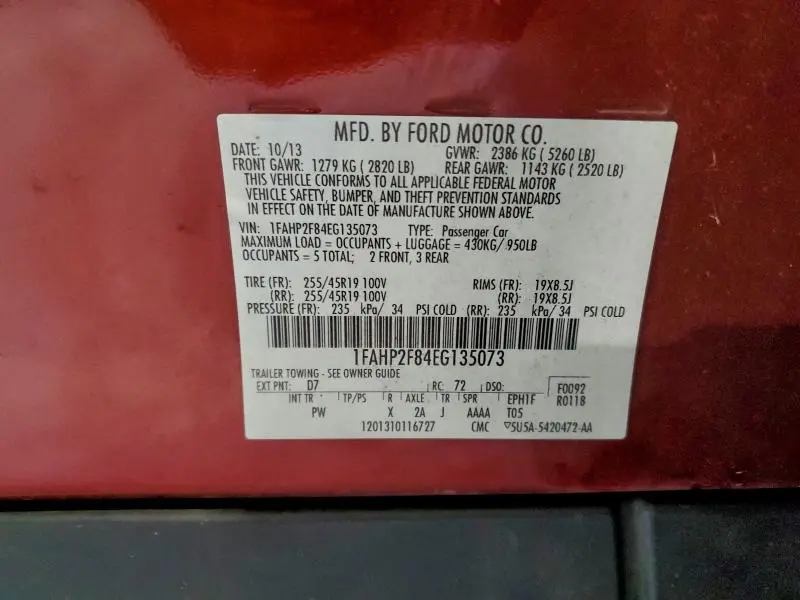 MFD. BY FORD MOTOR CO.
DATE: 10/13 GVWR: 2386 KG ( 5260 LB)
FRONT GAWR: 1279 KG ( 2820 LB) REAR GAWR: 1143 KG ( 2520 LB)
THIS VEHICLE CONFORMS TO ALL APPLICABLE FEDERAL MOTOR
VEHICLE SAFETY, BUMPER, AND THEFT PREVENTION STANDARDS
IN EFFECT ON THE DATE OF MANUFACTURE SHOWN ABOVE.
VIN: 1FAHP2F84EG135073 TYPE: Passenger Car
MAXIMUM LOAD = OCCUPANTS + LUGGAGE = 430KG/ 950LB
OCCUPANTS = 5 TOTAL; 2 FRONT, 3 REAR
TIRE (FR): 255/45R19 100V RIMS (FR): 19X8.5J
(RR): 255/45R19 100V (RR): 19X8.5J
PRESSURE (FR): 235 kPa/ 34 PSI COLD (RR): 235 kPa/ 34 PSI COLD
1FAHP2F84EG135073
TRAILER TOWING - SEE OWNER GUIDE
EXT PNT: D7 RC: 72 DSO: F0092
INT TR TP/PS R AXLE TR SPR EPH1F R0118
PW X 2A J AAAA T05
1201310116727 CMC ▽5U5A-5420472-AA